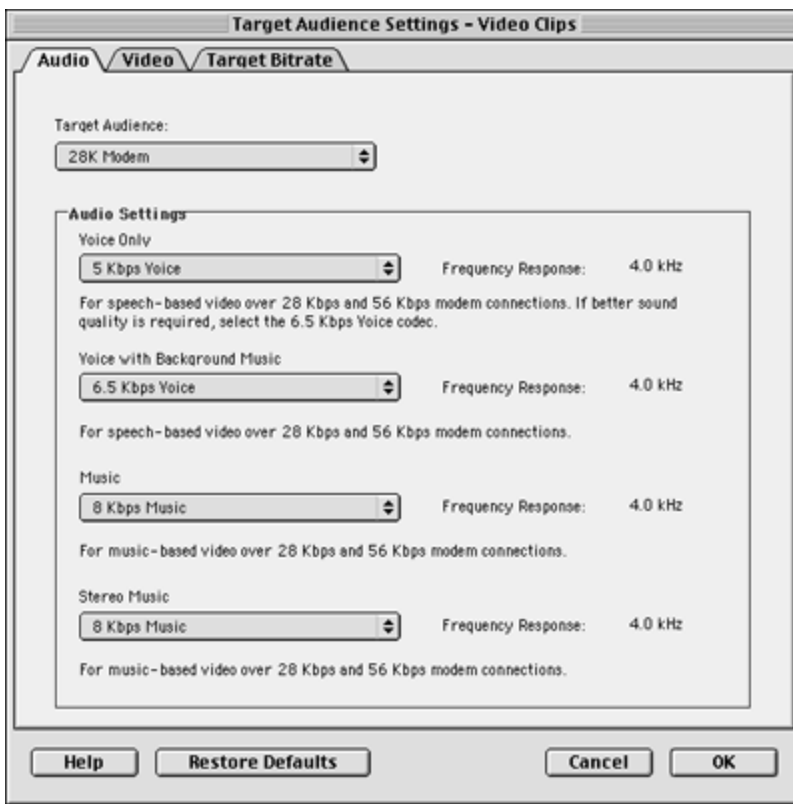 Target Audience Settings - Video Clips
Audio Video Target Bitrate
Target Audience:
28K Modem
Audio Settings
Voice Only
5 Kbps Voice Frequency Response: 4.0 kHz
For speech-based video over 28 Kbps and 56 Kbps modem connections. If better sound
quality is required, select the 6.5 Kbps Voice codec.
Voice with Background Music
6.5 Kbps Voice Frequency Response: 4.0 kHz
For speech-based video over 28 Kbps and 56 Kbps modem connections.
Music
8 Kbps Music Frequency Response: 4.0 kHz
For music-based video over 28 Kbps and 56 Kbps modem connections.
Stereo Music
8 Kbps Music Frequency Response: 4.0 kHz
For music-based video over 28 Kbps and 56 Kbps modem connections.
Help Restore Defaults Cancel OK